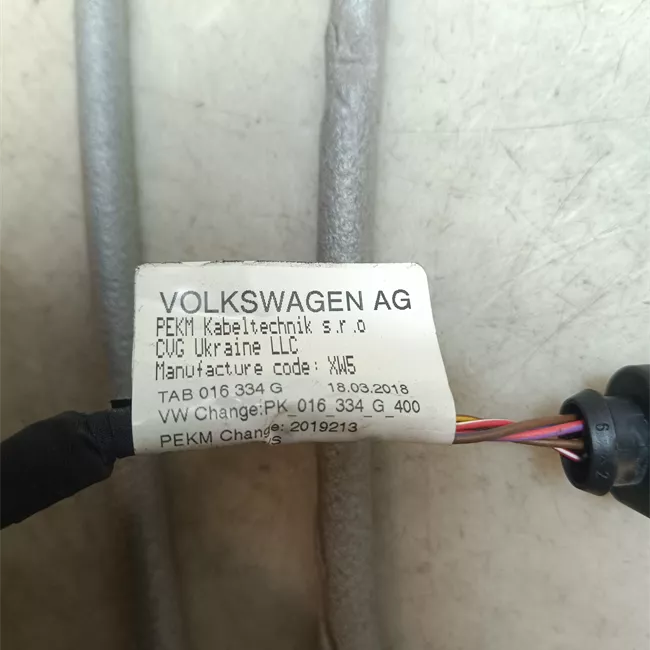 VOLKSWAGEN AG
PEKM Kabeltechnik s.r.o
CVG Ukraine LLC
Manufacture code: XW5
TAB 016 334 G 18.03.2018
VW Change:PK_016_334_G_400
PEKM Change: 2019213